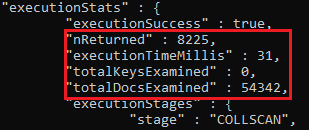 "executionStats" : {
"executionSuccess" : true,
"nReturned" : 8225,
"executionTimeMillis" : 31,
"totalKeysExamined" : 0,
"totalDocsExamined" : 54342,
"executionStages" : {
"stage" : "COLLSCAN",